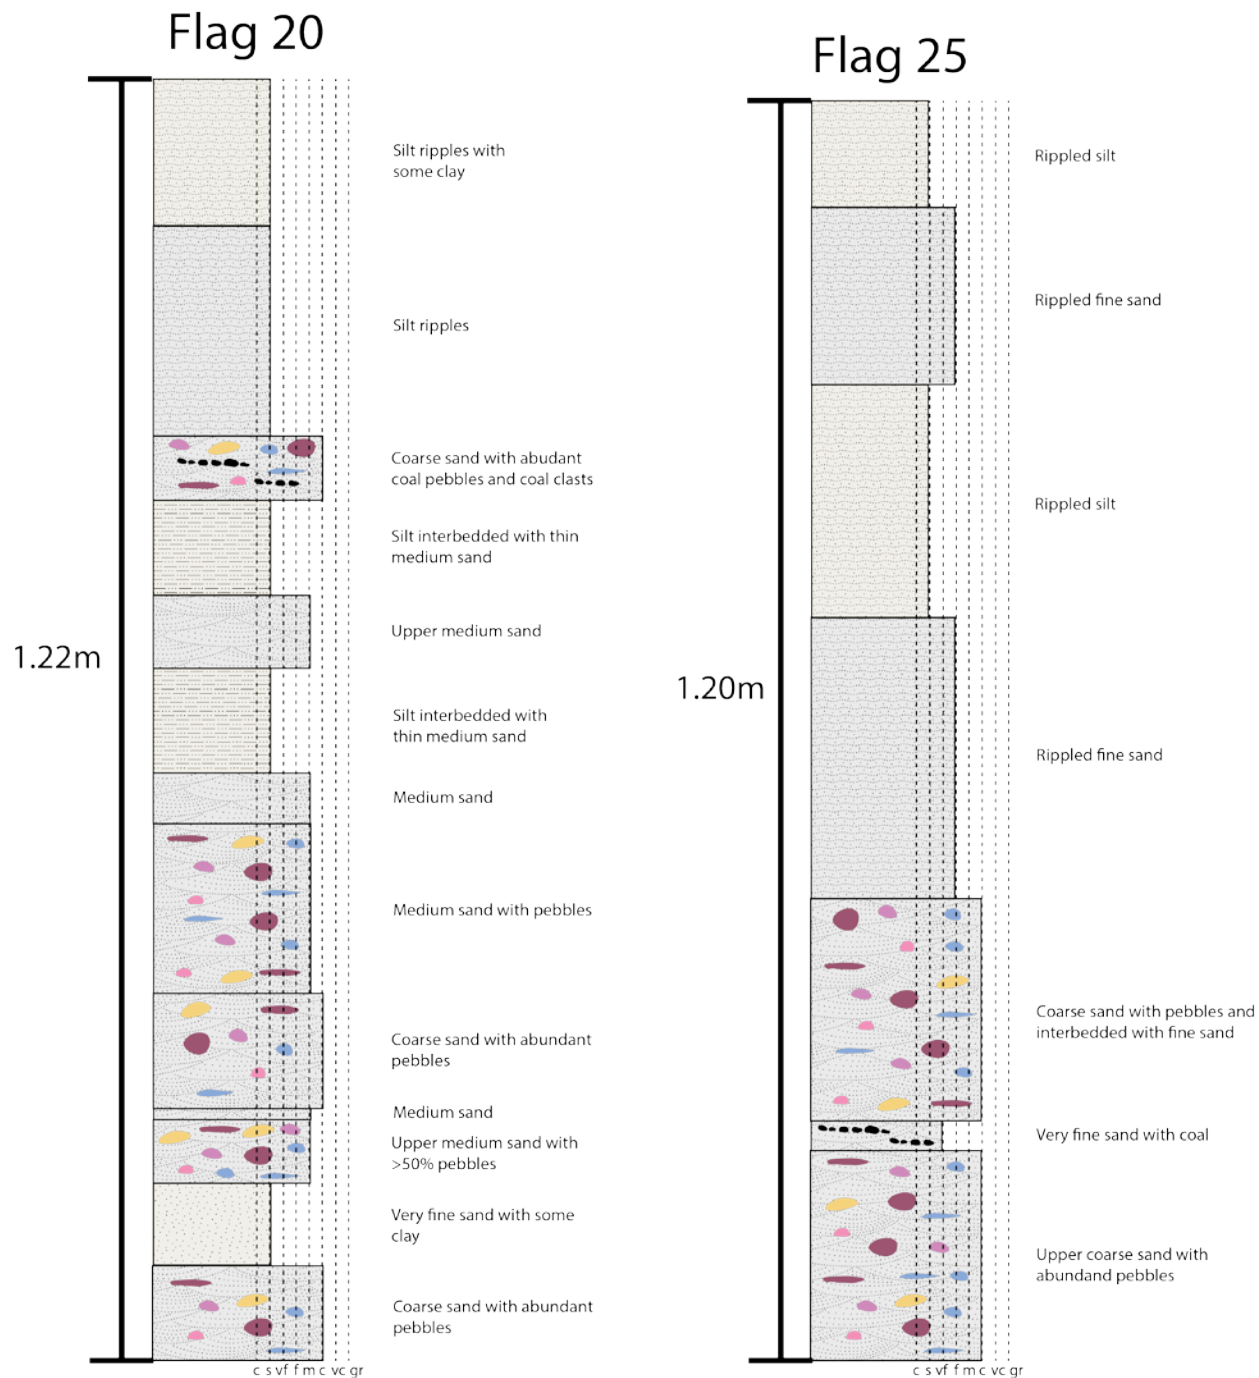 Flag 20
Silt ripples with
some clay
Silt ripples
Coarse sand with abudant
coal pebbles and coal clasts
Silt interbedded with thin
medium sand
Upper medium sand
1.22m
Silt interbedded with
thin medium sand
Medium sand
Medium sand with pebbles
Coarse sand with abundant
pebbles
Medium sand
Upper medium sand with
>50% pebbles
Very fine sand with some
clay
Coarse sand with abundant
pebbles
c s vf f m c vc gr
Flag 25
Rippled silt
Rippled fine sand
Rippled silt
1.20m
Rippled fine sand
Coarse sand with pebbles and
interbedded with fine sand
Very fine sand with coal
Upper coarse sand with
abundand pebbles
c s vf f m c vc gr